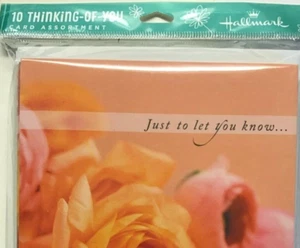 10 THINKING-OF YOU
CARD ASSORTMENT
Hallmark
Just to let you know...